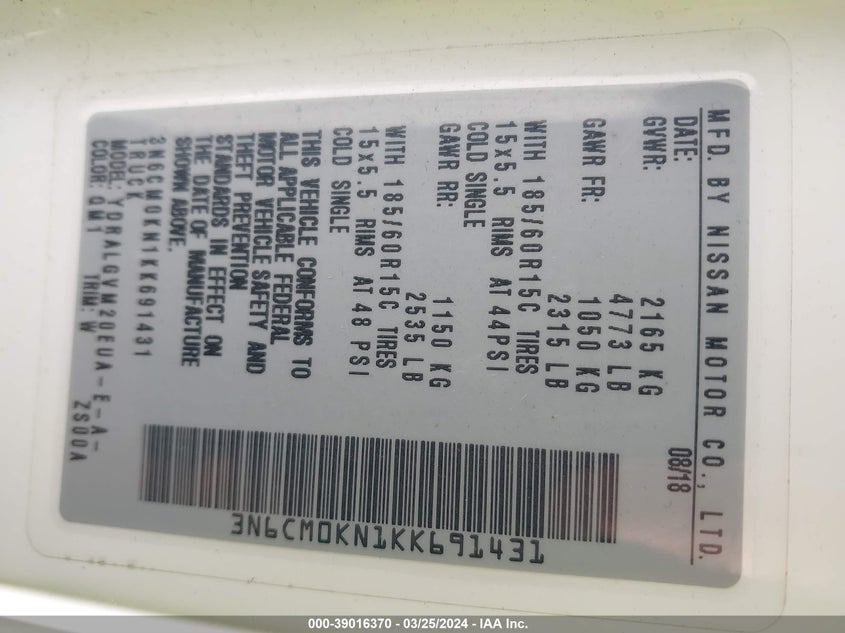 MFD. BY NISSAN MOTOR CO., LTD.
DATE: 08/18
GVWR: 2165 KG
4773 LB
GAWR FR: 1050 KG
2315 LB
WITH 185/60R15C TIRES
15x5.5 RIMS AT 44PSI
COLD SINGLE
GAWR RR: 1150 KG
2535 LB
WITH 185/60R15C TIRES
15x5.5 RIMS AT 48 PSI
COLD SINGLE
THIS VEHICLE CONFORMS TO
ALL APPLICABLE FEDERAL
MOTOR VEHICLE SAFETY AND
THEFT PREVENTION
STANDARDS IN EFFECT ON
THE DATE OF MANUFACTURE
SHOWN ABOVE.
3N6CM0KN1KK691431
TRUCK
MODEL: YDRALGVM20EUA-E-A-
ZS00A
COLOR: QM1 TRIM: W
3N6CM0KN1KK691431
000-39016370 - 03/25/2024 - IAA Inc.